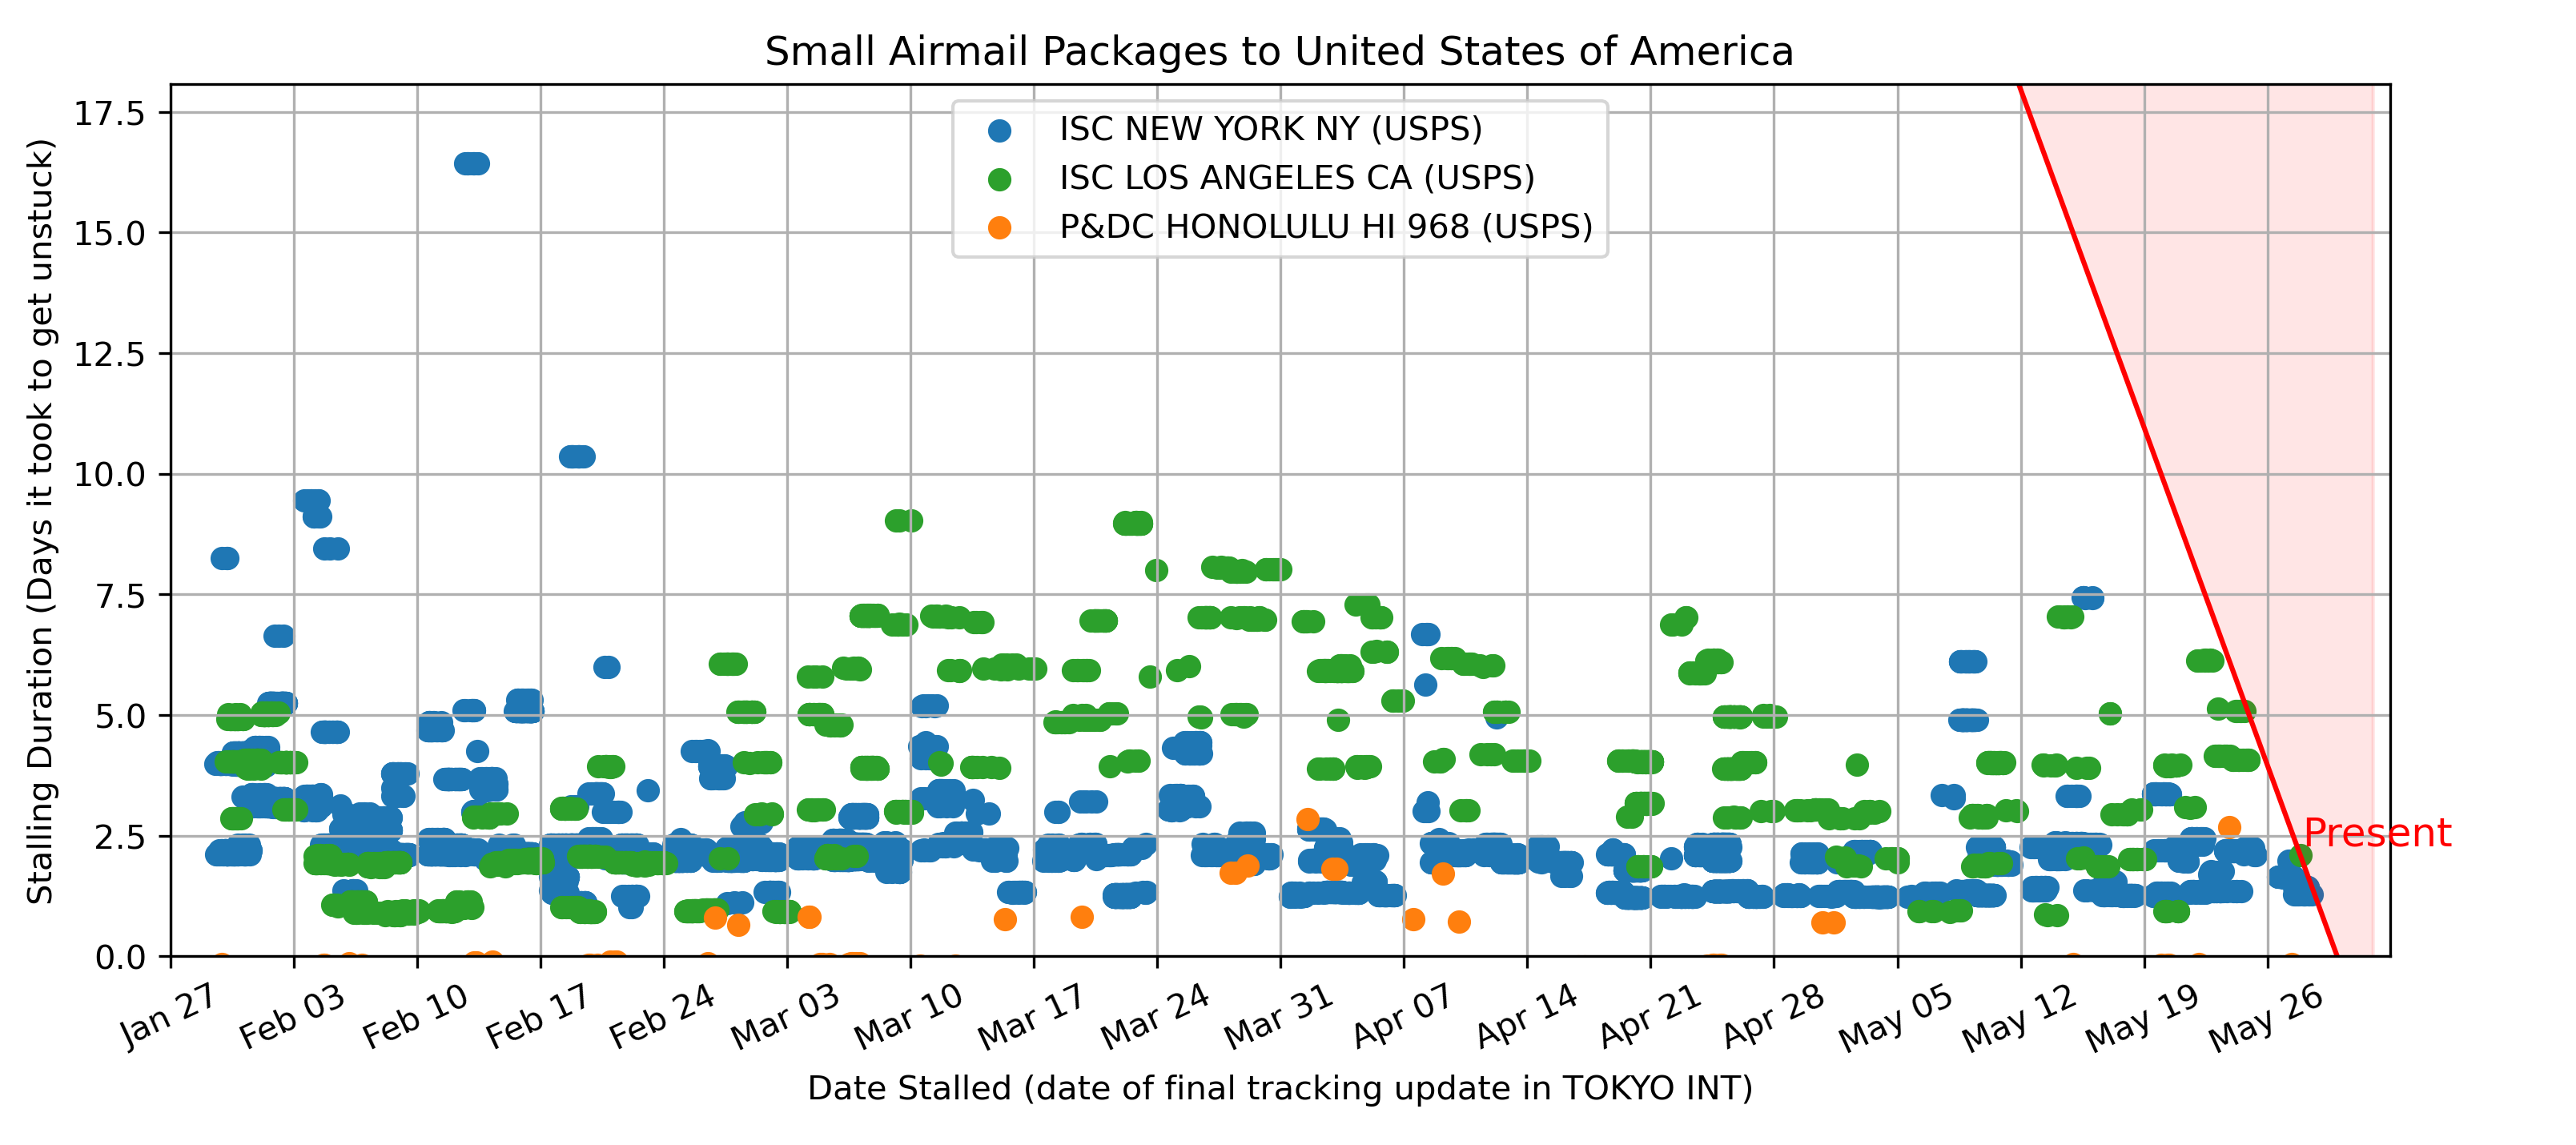 Small Airmail Packages to United States of America
Stalling Duration (Days it took to get unstuck)
17.5
15.0
12.5
10.0
7.5
5.0
2.5
0.0
ISC NEW YORK NY (USPS)
ISC LOS ANGELES CA (USPS)
P&DC HONOLULU HI 968 (USPS)
Present
Jan 27
Feb 03
Feb 10
Feb 17
Feb 24
Mar 03
Mar 10
Mar 17
Mar 24
Mar 31
Apr 07
Apr 14
Apr 21
Apr 28
May 05
May 12
May 19
May 26
Date Stalled (date of final tracking update in TOKYO INT)